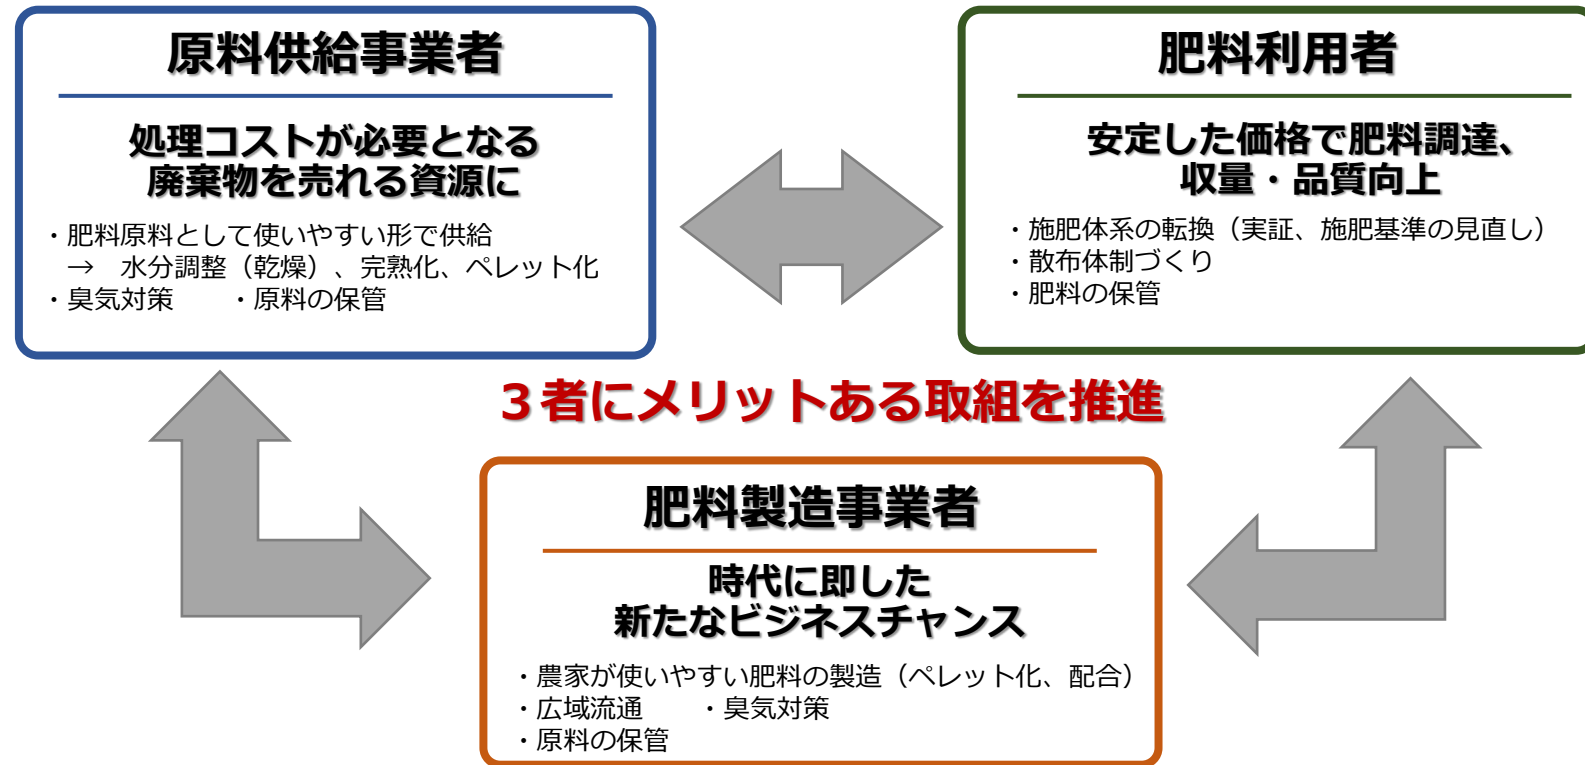 原料供給事業者
処理コストが必要となる
廃棄物を売れる資源に
・肥料原料として使いやすい形で供給
→　水分調整（乾燥）、完熟化、ペレット化
・臭気対策　　・原料の保管
肥料利用者
安定した価格で肥料調達、
収量・品質向上
・施肥体系の転換（実証、施肥基準の見直し）
・散布体制づくり
・肥料の保管
３者にメリットある取組を推進
肥料製造事業者
時代に即した
新たなビジネスチャンス
・農家が使いやすい肥料の製造（ペレット化、配合）
・広域流通　　・臭気対策
・原料の保管